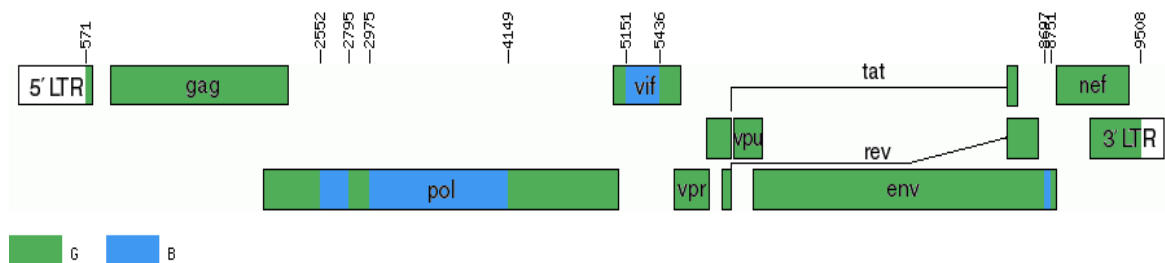 571
2552
2795
2975
4149
5151
5436
8697
8751
9508
5′ LTR
gag
vif
tat
nef
vpu
rev
3′ LTR
pol
vpr
env
G
B